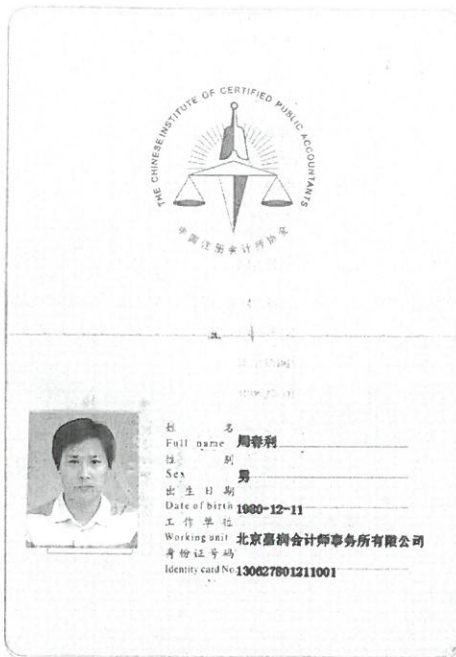 THE CHINESE INSTITUTE OF CERTIFIED PUBLIC ACCOUNTANTS
中国注册会计师协会
姓 名
Full name 周春利
性 别
Sex 男
出 生 日 期
Date of birth 1980-12-11
工 作 单 位
Working unit 北京嘉润会计师事务所有限公司
身 份 证 号 码
Identity card No. 130627801211001